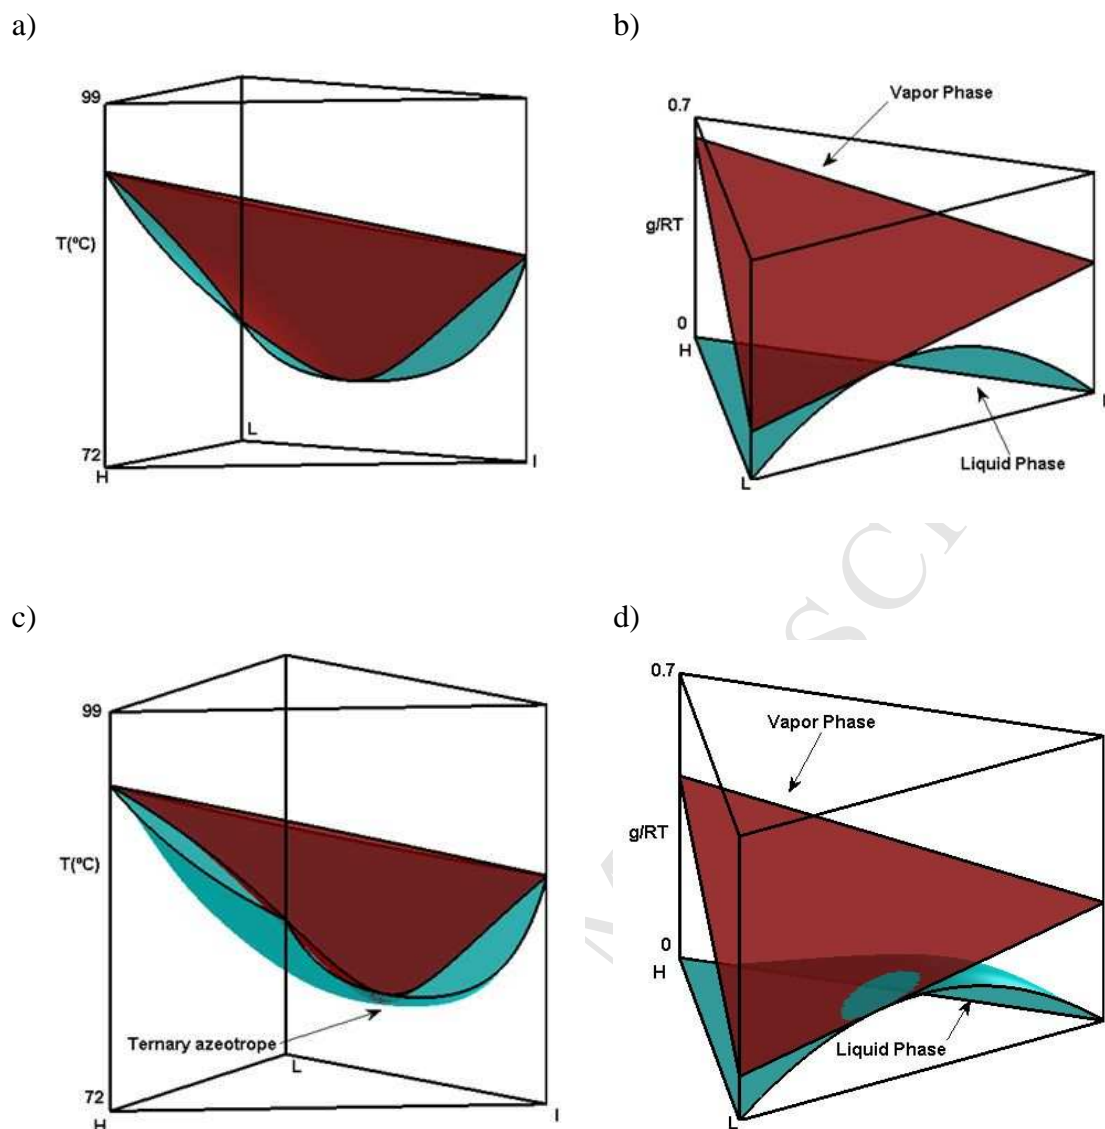 a)
99
T(ºC)
72
H
L
I
b)
0.7
g/RT
0
H
L
Vapor Phase
Liquid Phase
c)
99
T(ºC)
72
H
L
I
Ternary azeotrope
d)
0.7
g/RT
0
H
L
Vapor Phase
Liquid Phase